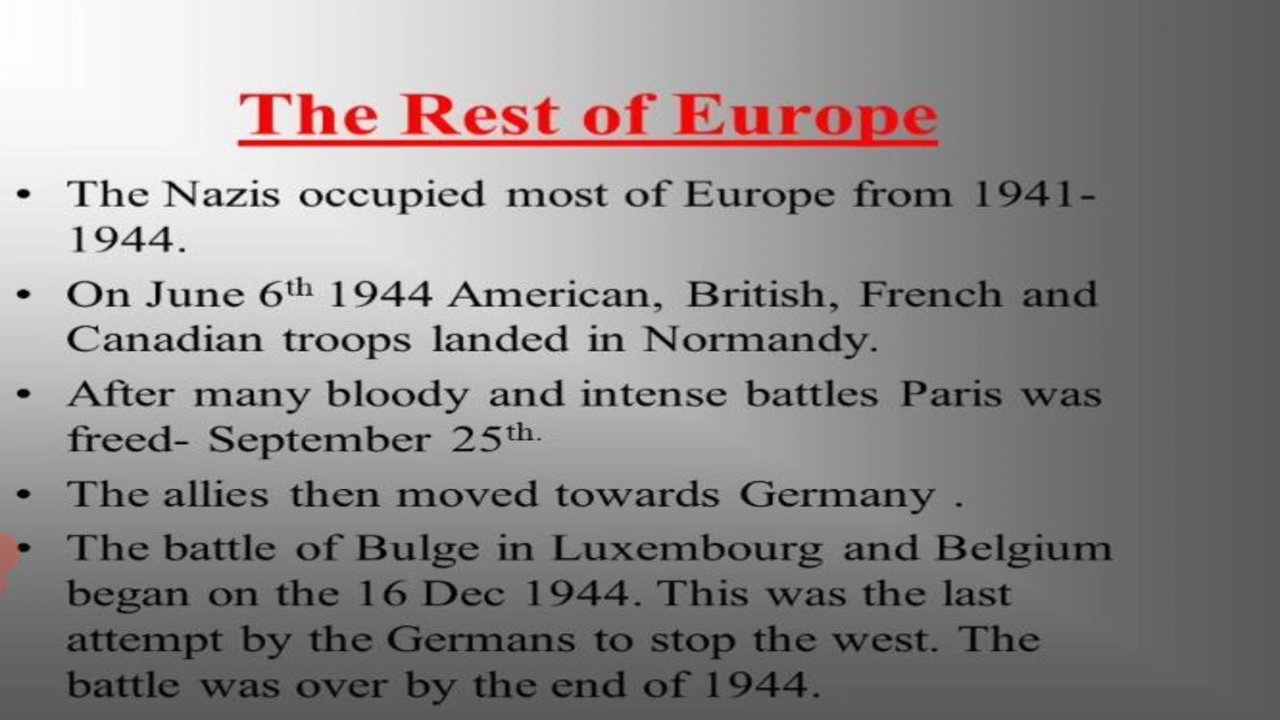 The Rest of Europe
• The Nazis occupied most of Europe from 1941-
1944.
• On June 6th 1944 American, British, French and
Canadian troops landed in Normandy.
• After many bloody and intense battles Paris was
freed- September 25th.
• The allies then moved towards Germany .
• The battle of Bulge in Luxembourg and Belgium
began on the 16 Dec 1944. This was the last
attempt by the Germans to stop the west. The
battle was over by the end of 1944.